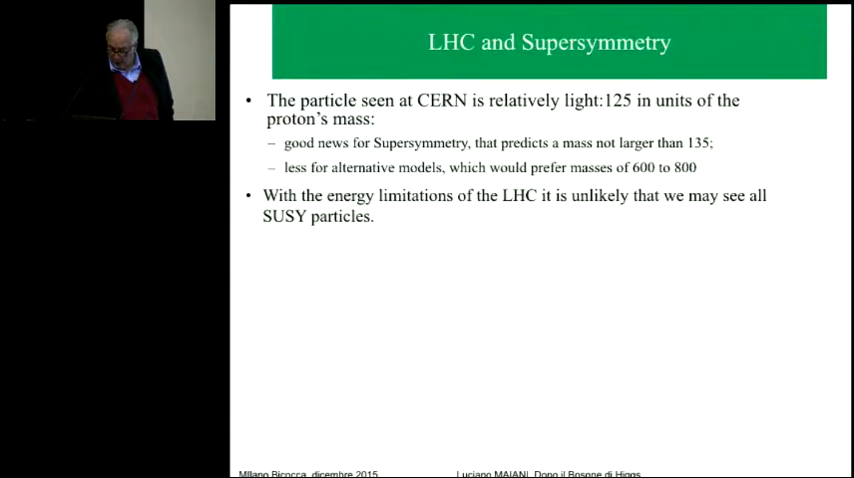 LHC and Supersymmetry
• The particle seen at CERN is relatively light:125 in units of the
proton's mass:
– good news for Supersymmetry, that predicts a mass not larger than 135;
– less for alternative models, which would prefer masses of 600 to 800
• With the energy limitations of the LHC it is unlikely that we may see all
SUSY particles.
MIlano Bicocca, dicembre 2015
Luciano MAIANI. Dopo il Bosone di Higgs